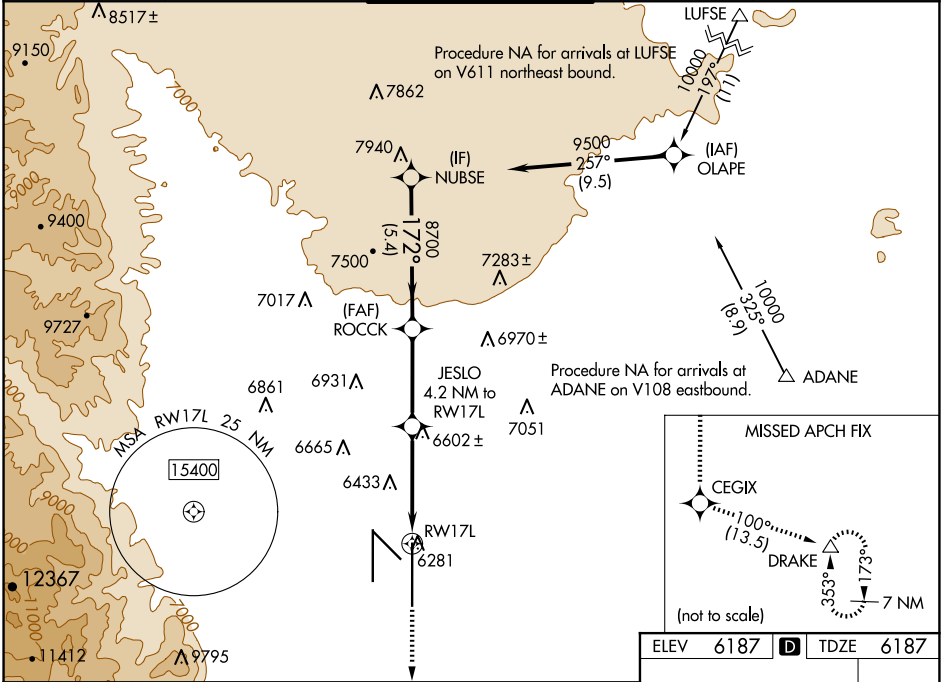 8517±
LUFSE
9150
Procedure NA for arrivals at LUFSE
on V611 northeast bound.
10000
197°
(11)
7000
7862
9000
7940
(IF)
NUBSE
9500
257°
(9.5)
(IAF)
OLAPE
9400
8700
172°
(5.4)
7500
7283±
10000
325°
(8.9)
7017
(FAF)
ROCCK
9727
6970±
JESLO
4.2 NM to
RW17L
Procedure NA for arrivals at
ADANE on V108 eastbound.
ADANE
6931
6861
7051
6602±
6665
MSA RW17L 25 NM
15400
6433
MISSED APCH FIX
CEGIX
100°
(13.5)
DRAKE
353°
173°
7 NM
(not to scale)
RW17L
6281
12367
11000
7000
11412
9795
ELEV 6187 D TDZE 6187